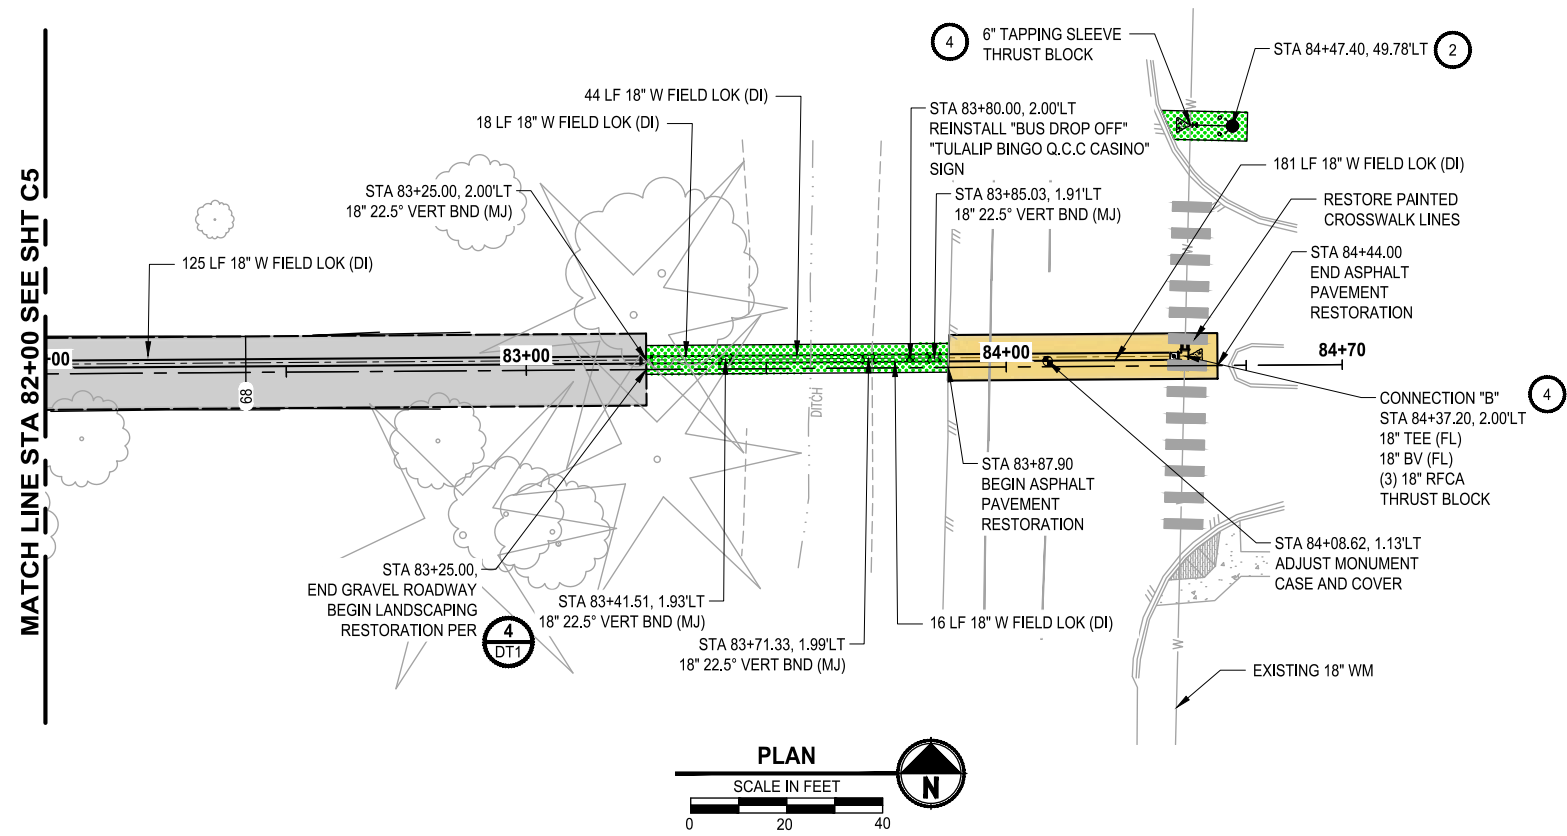 MATCH LINE STA 82+00 SEE SHT C5
4
6" TAPPING SLEEVE
THRUST BLOCK
STA 84+47.40, 49.78'LT
2
44 LF 18" W FIELD LOK (DI)
18 LF 18" W FIELD LOK (DI)
STA 83+80.00, 2.00'LT
REINSTALL "BUS DROP OFF"
"TULALIP BINGO Q.C.C CASINO"
SIGN
181 LF 18" W FIELD LOK (DI)
STA 83+25.00, 2.00'LT
18" 22.5° VERT BND (MJ)
STA 83+85.03, 1.91'LT
18" 22.5° VERT BND (MJ)
RESTORE PAINTED
CROSSWALK LINES
125 LF 18" W FIELD LOK (DI)
STA 84+44.00
END ASPHALT
PAVEMENT
RESTORATION
+00
83+00
84+00
84+70
68
DITCH
W
W
W
W
CONNECTION "B"
STA 84+37.20, 2.00'LT
18" TEE (FL)
18" BV (FL)
(3) 18" RFCA
THRUST BLOCK
4
STA 83+87.90
BEGIN ASPHALT
PAVEMENT
RESTORATION
STA 84+08.62, 1.13'LT
ADJUST MONUMENT
CASE AND COVER
STA 83+25.00,
END GRAVEL ROADWAY
BEGIN LANDSCAPING
RESTORATION PER
4
DT1
STA 83+41.51, 1.93'LT
18" 22.5° VERT BND (MJ)
STA 83+71.33, 1.99'LT
18" 22.5° VERT BND (MJ)
16 LF 18" W FIELD LOK (DI)
EXISTING 18" WM
PLAN
SCALE IN FEET
0 20 40
N